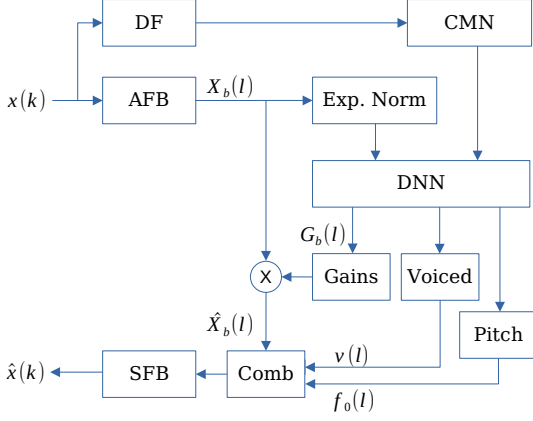 DF CMN
x(k) AFB X_b(l) Exp. Norm
DNN
G_b(l)
X Gains Voiced
X̂_b(l) Pitch
v(l)
x̂(k) SFB Comb
f_0(l)